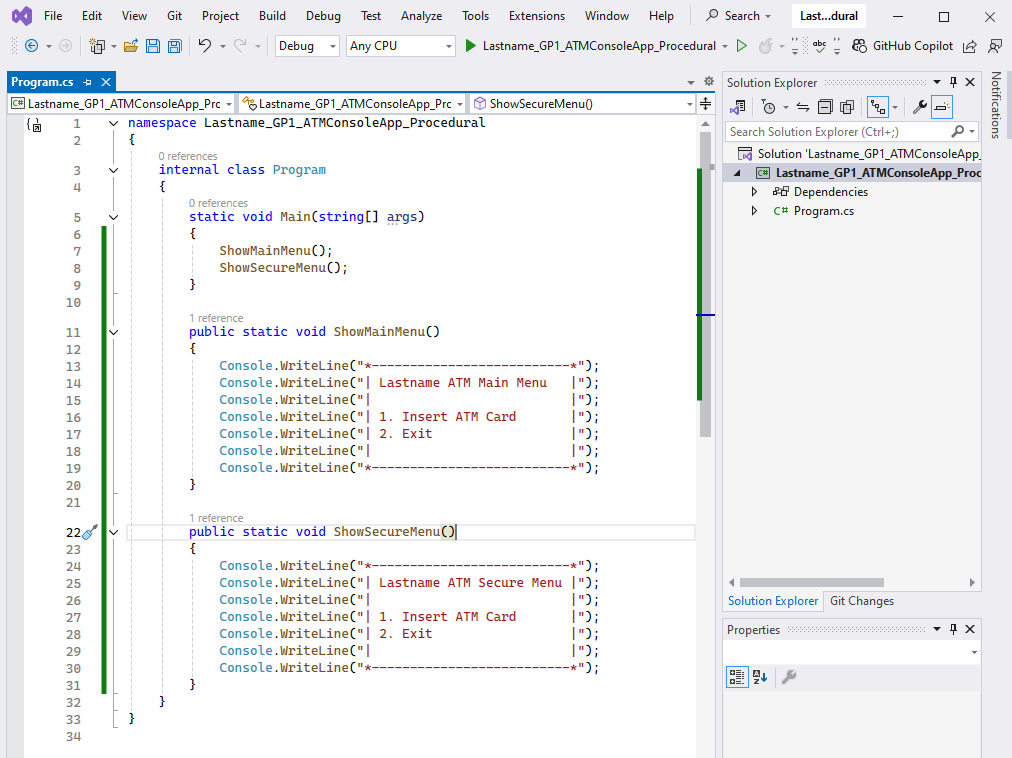 File Edit View Git Project Build Debug Test Analyze Tools Extensions Window Help Search Last...dural
Debug Any CPU Lastname_GP1_ATMConsoleApp_Procedural abc GitHub Copilot
Program.cs
C# Lastname_GP1_ATMConsoleApp_Prc Lastname_GP1_ATMConsoleApp_Prc ShowSecureMenu()
1 namespace Lastname_GP1_ATMConsoleApp_Procedural
2 {
0 references
3 internal class Program
4 {
0 references
5 static void Main(string[] args)
6 {
7 ShowMainMenu();
8 ShowSecureMenu();
9 }
10
1 reference
11 public static void ShowMainMenu()
12 {
13 Console.WriteLine("*--------------------------*");
14 Console.WriteLine("| Lastname ATM Main Menu   |");
15 Console.WriteLine("|                          |");
16 Console.WriteLine("| 1. Insert ATM Card       |");
17 Console.WriteLine("| 2. Exit                  |");
18 Console.WriteLine("|                          |");
19 Console.WriteLine("*--------------------------*");
20 }
21
1 reference
22 public static void ShowSecureMenu()
23 {
24 Console.WriteLine("*--------------------------*");
25 Console.WriteLine("| Lastname ATM Secure Menu |");
26 Console.WriteLine("|                          |");
27 Console.WriteLine("| 1. Insert ATM Card       |");
28 Console.WriteLine("| 2. Exit                  |");
29 Console.WriteLine("|                          |");
30 Console.WriteLine("*--------------------------*");
31 }
32 }
33 }
34
Solution Explorer
Search Solution Explorer (Ctrl+;)
Solution 'Lastname_GP1_ATMConsoleApp_
C# Lastname_GP1_ATMConsoleApp_Proc
Dependencies
C# Program.cs
Solution Explorer Git Changes
Properties
Notifications